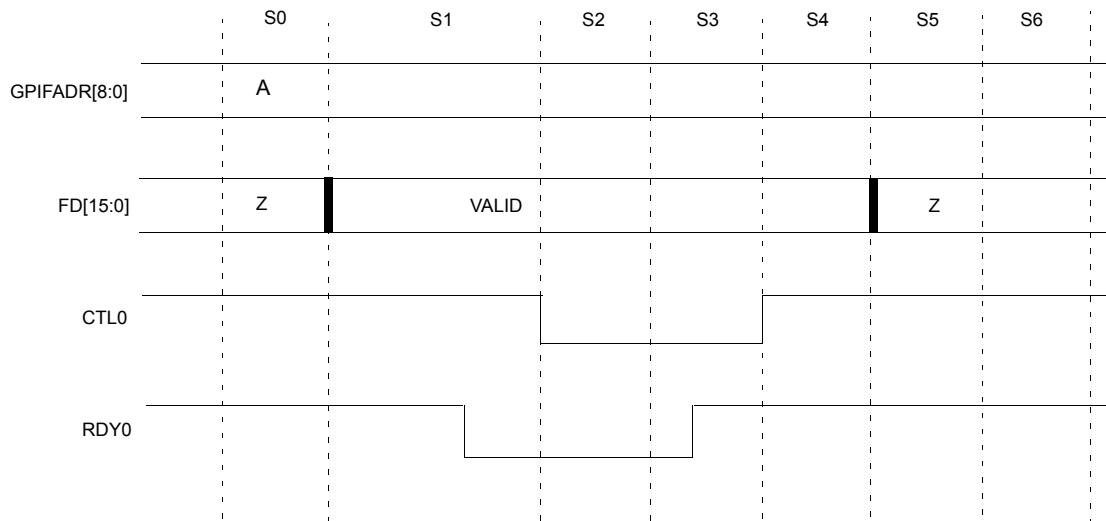 S0 S1 S2 S3 S4 S5 S6
GPIFADR[8:0] A
FD[15:0] Z VALID Z
CTL0
RDY0